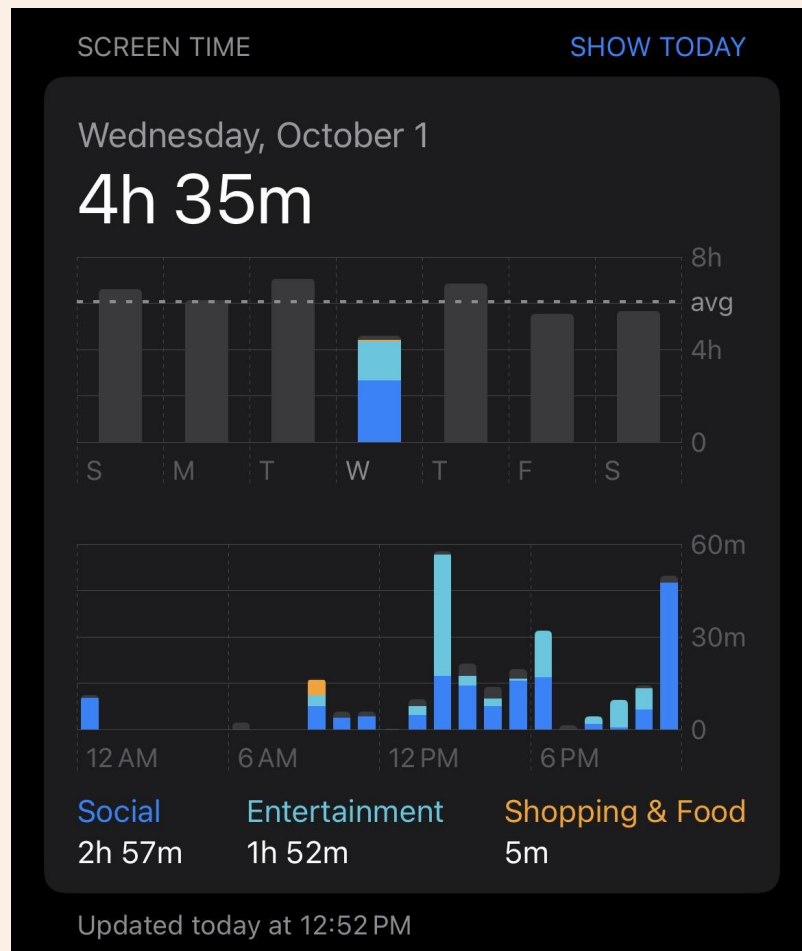 SCREEN TIME SHOW TODAY
Wednesday, October 1
4h 35m
8h
avg
4h
0
S M T W T F S
60m
30m
0
12 AM 6 AM 12 PM 6 PM
Social Entertainment Shopping & Food
2h 57m 1h 52m 5m
Updated today at 12:52 PM